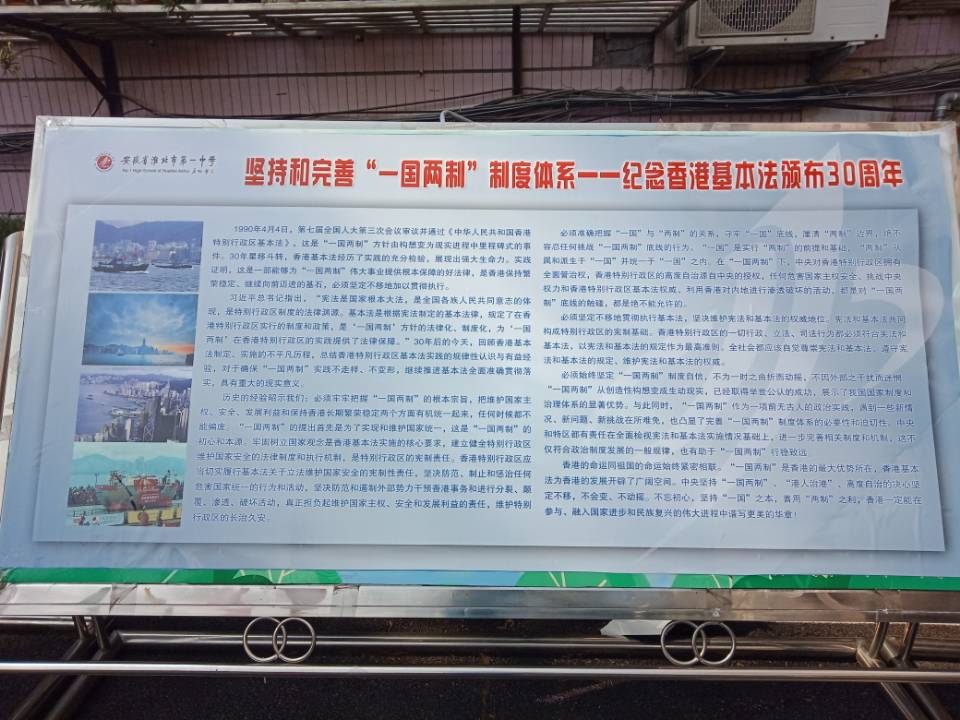 安徽省淮北市第一中学
No.1 High School of Huaibei Anhui
坚持和完善“一国两制”制度体系——纪念香港基本法颁布30周年
1990年4月4日，第七届全国人大第三次会议审议并通过《中华人民共和国香港
特别行政区基本法》，这是“一国两制”方针由构想变为现实进程中里程碑式的事
件。30年星移斗转，香港基本法经历了实践的充分检验，展现出强大生命力。实践
证明，这是一部能够为“一国两制”伟大事业提供根本保障的好法律，是香港保持繁
荣稳定、继续向前迈进的基石，必须坚定不移地加以贯彻执行。
习近平总书记指出，“宪法是国家根本大法，是全国各族人民共同意志的体
现，是特别行政区制度的法律渊源。基本法是根据宪法制定的基本法律，规定了在香
港特别行政区实行的制度和政策，是‘一国两制’方针的法律化、制度化，为‘一国
两制’在香港特别行政区的实践提供了法律保障。”30年后的今天，回顾香港基本
法制定、实施的不平凡历程，总结香港特别行政区基本法实践的规律性认识与有益经
验，对于确保“一国两制”实践不走样、不变形，继续推进基本法全面准确贯彻落
实，具有重大的现实意义。
历史的经验昭示我们：必须牢牢把握“一国两制”的根本宗旨，把维护国家主
权、安全、发展利益和保持香港长期繁荣稳定两个方面有机统一起来，任何时候都不
能偏废。“一国两制”的提出首先是为了实现和维护国家统一，这是“一国两制”的
初心和本源。牢固树立国家观念是香港基本法实施的核心要求，建立健全特别行政区
维护国家安全的法律制度和执行机制，是特别行政区的宪制责任。香港特别行政区应
当切实履行基本法关于立法维护国家安全的宪制性责任，坚决防范、制止和惩治任何
危害国家统一的行为和活动，坚决防范和遏制外部势力干预香港事务和进行分裂、颠
覆、渗透、破坏活动，真正担负起维护国家主权、安全和发展利益的责任，维护特别
行政区的长治久安。
必须准确把握“一国”与“两制”的关系，守牢“一国”底线，厘清“两制”边界，绝不
容忍任何挑战“一国两制”底线的行为。“一国”是实行“两制”的前提和基础，“两制”从
属和派生于“一国”并统一于“一国”之内。在“一国两制”下，中央对香港特别行政区拥有
全面管治权，香港特别行政区的高度自治源自中央的授权，任何危害国家主权安全、挑战中央
权力和香港特别行政区基本法权威、利用香港对内地进行渗透破坏的活动，都是对“一国两
制”底线的触碰，都是绝不能允许的。
必须坚定不移地贯彻执行基本法，坚决维护宪法和基本法的权威地位。宪法和基本法共同
构成特别行政区的宪制基础。香港特别行政区的一切行政、立法、司法行为都必须符合宪法和
基本法，以宪法和基本法的规定作为最高准则。全社会都应该自觉尊崇宪法和基本法、遵守宪
法和基本法的规定、维护宪法和基本法的权威。
必须始终坚定“一国两制”制度自信，不为一时之曲折而动摇，不因外部之干扰而迷惘。
“一国两制”从创造性构想变成生动现实，已经取得举世公认的成功，展示了我国国家制度和
治理体系的显著优势。与此同时，“一国两制”作为一项前无古人的政治实践，遇到一些新情
况、新问题、新挑战在所难免，也凸显了完善“一国两制”制度体系的必要性和迫切性。中央
和特区都有责任在全面检视宪法和基本法实施情况基础上，进一步完善相关制度和机制，这不
仅符合政治制度发展的一般规律，也有助于“一国两制”行稳致远。
香港的命运同祖国的命运始终紧密相联。“一国两制”是香港的最大优势所在，香港基本
法为香港的发展开辟了广阔空间。中央坚持“一国两制”、“港人治港”、高度自治的决心坚
定不移，不会变、不动摇。不忘初心，坚持“一国”之本，善用“两制”之利，香港一定能在
参与、融入国家进步和民族复兴的伟大进程中谱写更美的华章！